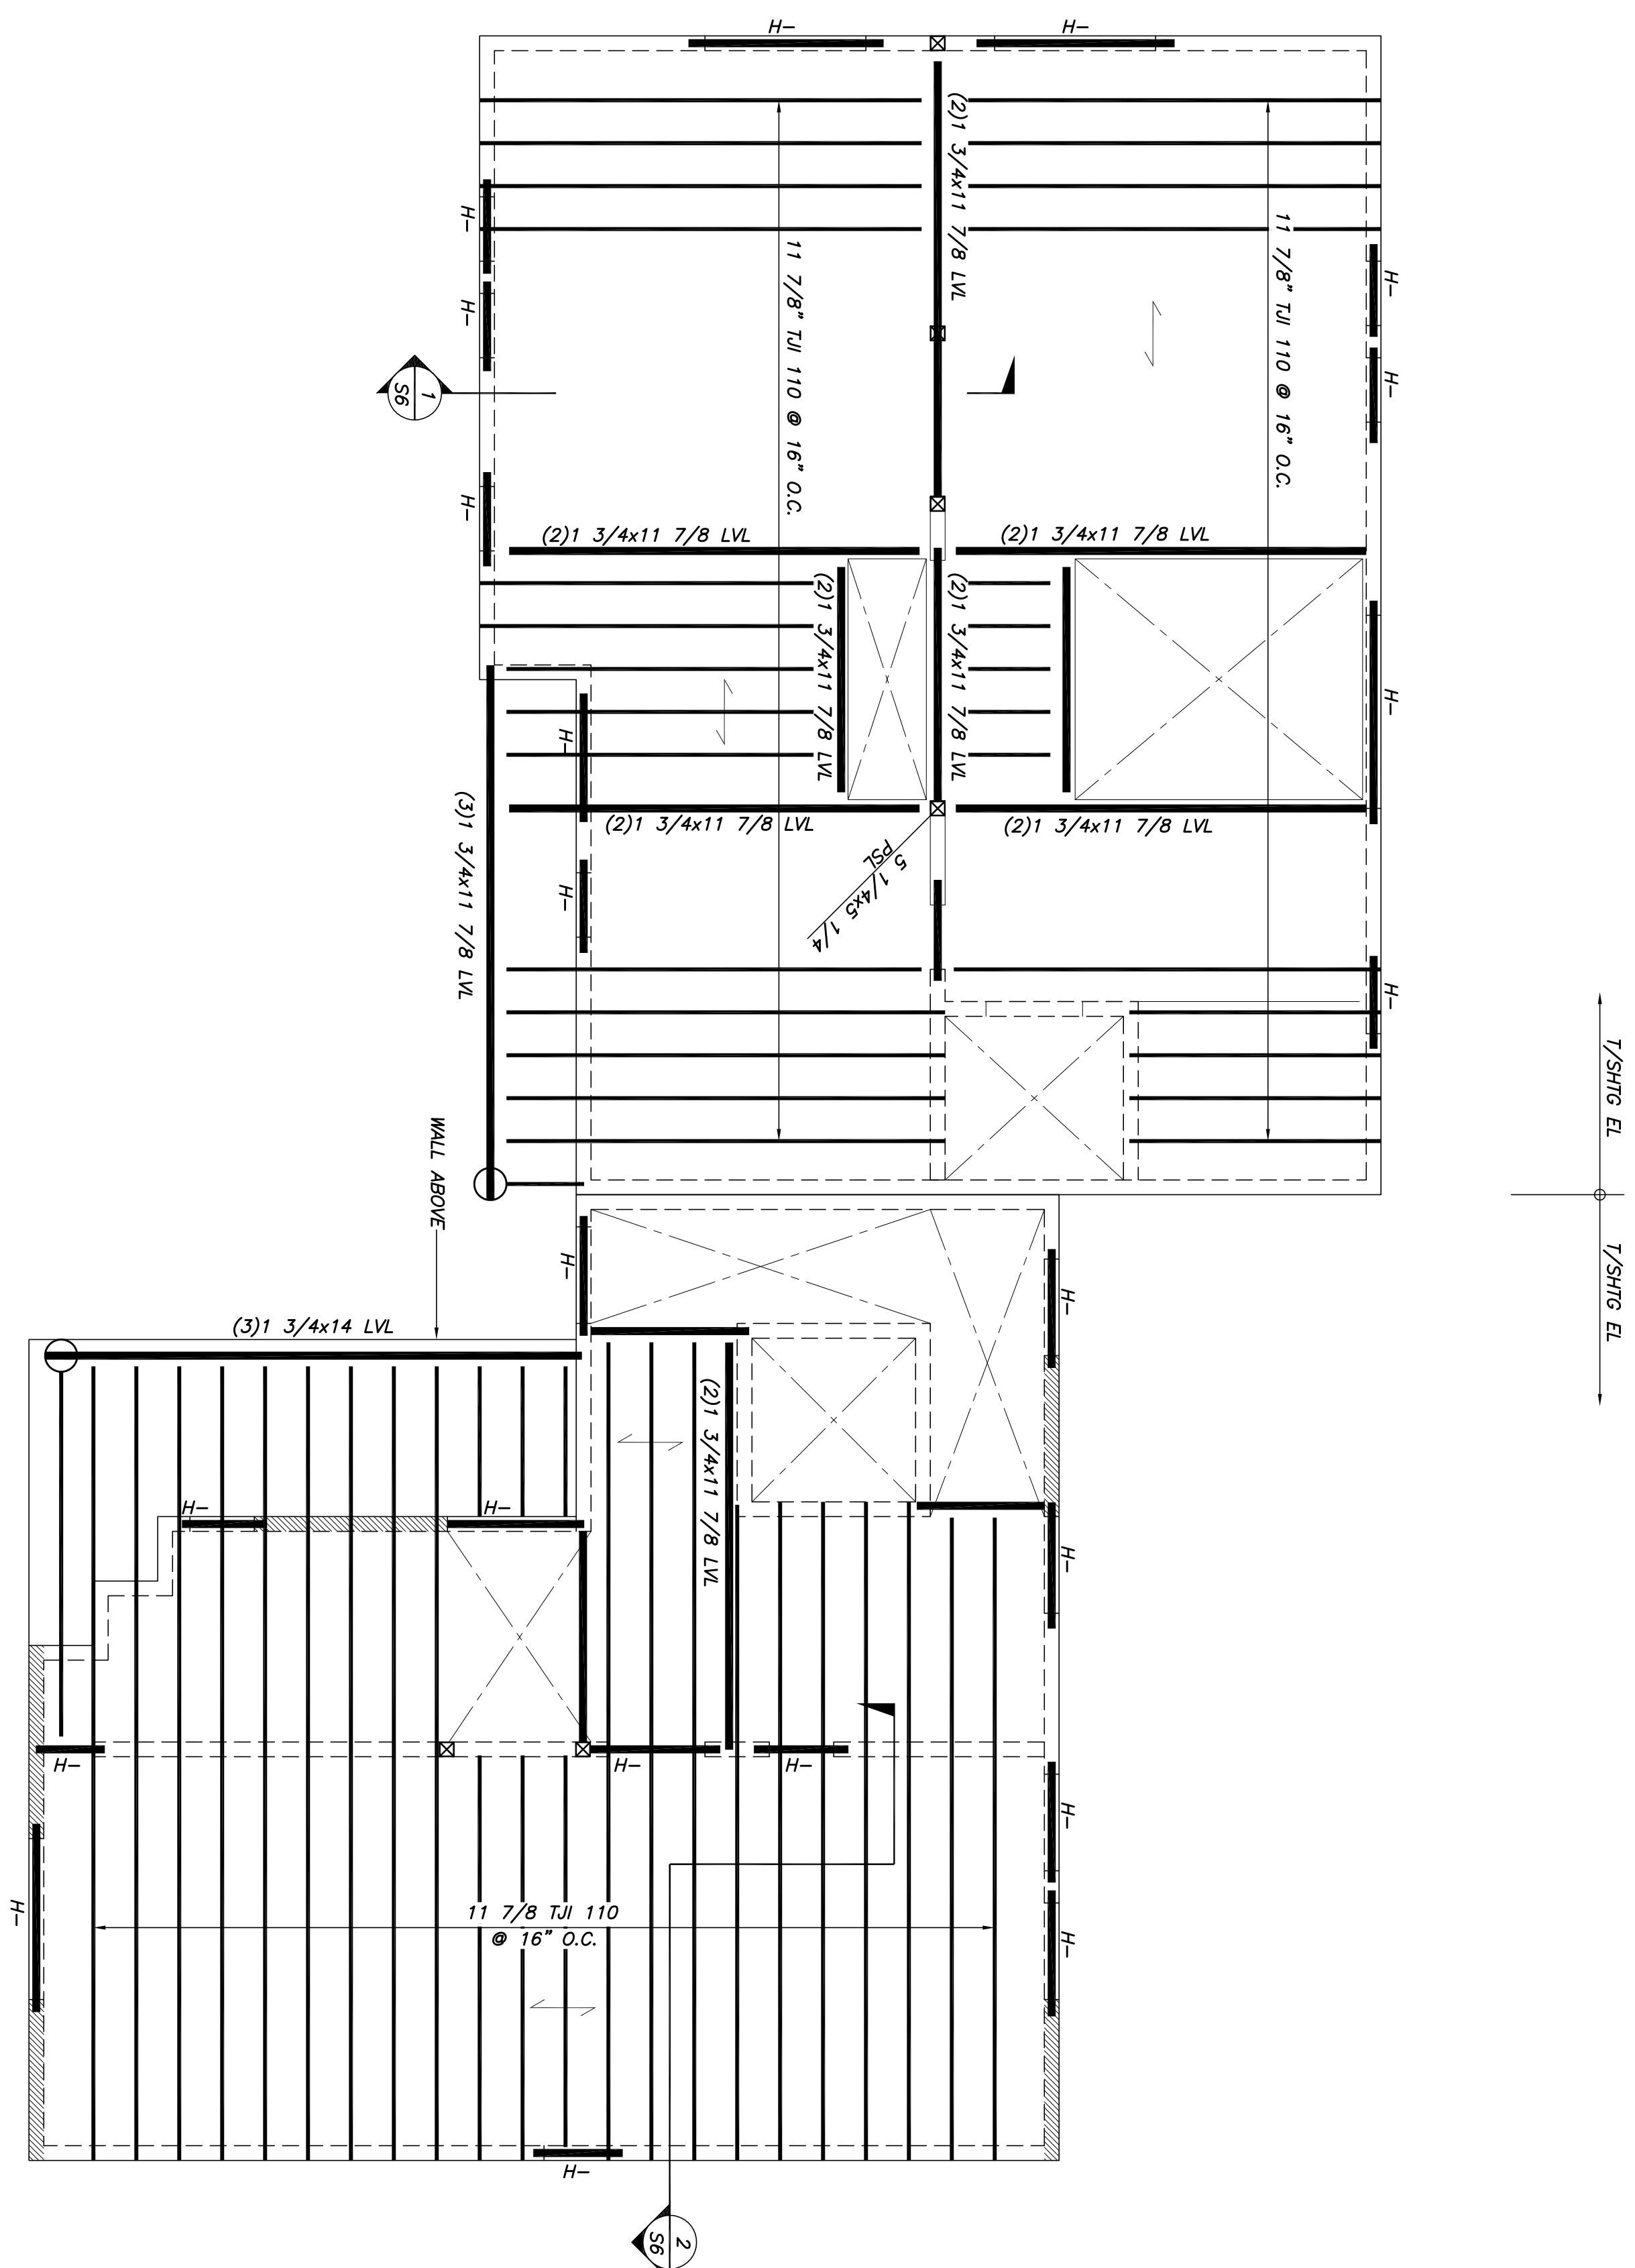 H-
H-
(2)1 3/4x11 7/8 LVL
11 7/8" TJI 110 @ 16" O.C.
11 7/8" TJI 110 @ 16" O.C.
H-
H-
H-
H-
H-
1
S6
(2)1 3/4x11 7/8 LVL
(2)1 3/4x11 7/8 LVL
(2)1 3/4x11 7/8 LVL
(2)1 3/4x11 7/8 LVL
H-
H-
H-
(2)1 3/4x11 7/8 LVL
(2)1 3/4x11 7/8 LVL
(3)1 3/4x11 7/8 LVL
5 1/4x5 1/4
PSL
H-
T/SHTG EL
T/SHTG EL
WALL ABOVE
H-
H-
(3)1 3/4x14 LVL
(2)1 3/4x11 7/8 LVL
H-
H-
H-
H-
H-
H-
H-
H-
11 7/8 TJI 110
@ 16" O.C.
H-
H-
2
S6